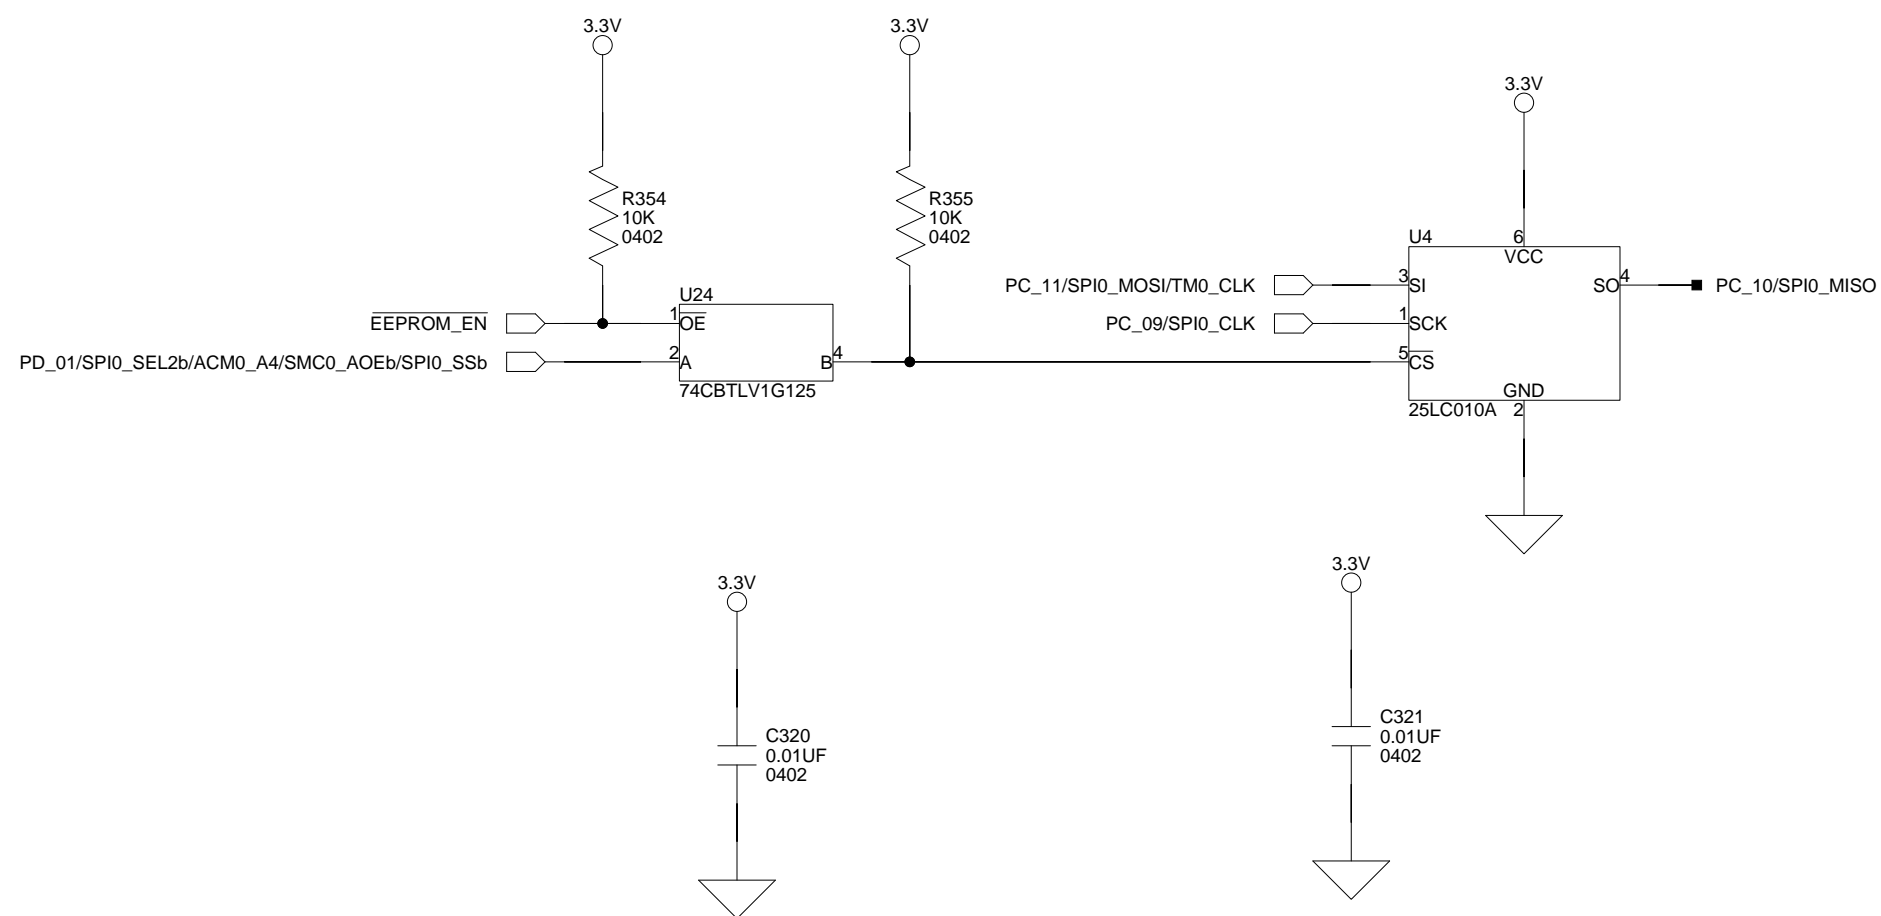 3.3V
3.3V
3.3V
R354
10K
0402
R355
10K
0402
U24
EEPROM_EN
1
OE
PD_01/SPI0_SEL2b/ACM0_A4/SMC0_AOEb/SPI0_SSb
2
A
B
4
74CBTLV1G125
U4
6
VCC
PC_11/SPI0_MOSI/TM0_CLK
3
SI
SO
4
PC_10/SPI0_MISO
PC_09/SPI0_CLK
1
SCK
5
CS
GND
25LC010A
2
3.3V
C320
0.01UF
0402
3.3V
C321
0.01UF
0402